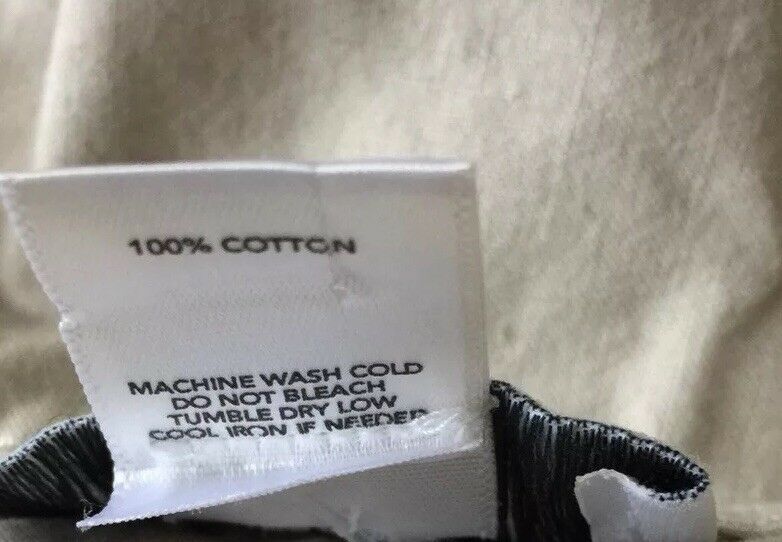 100% COTTON
MACHINE WASH COLD
DO NOT BLEACH
TUMBLE DRY LOW
COOL IRON IF NEEDED